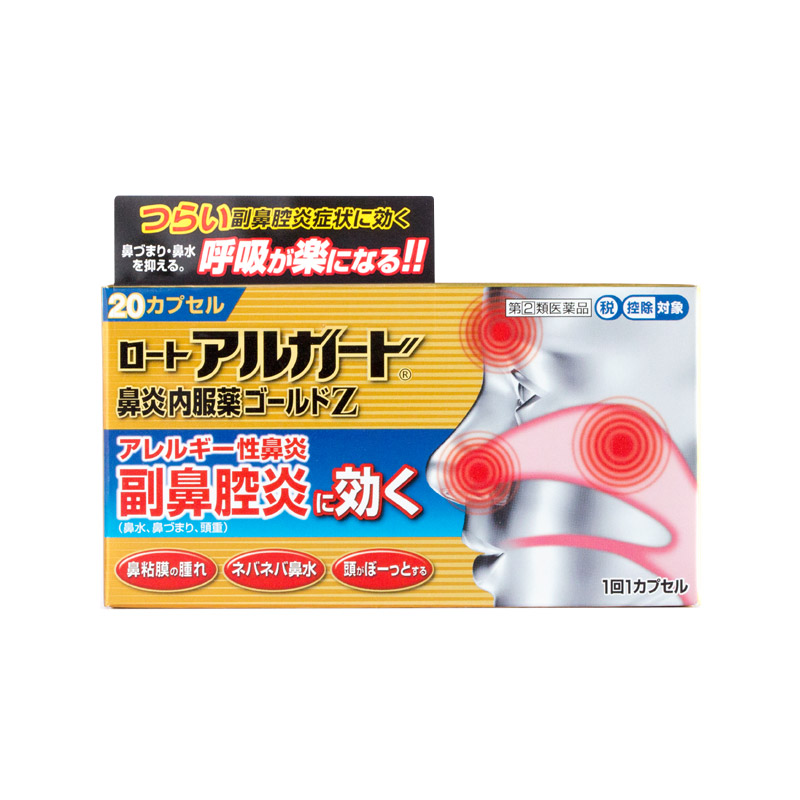 つらい副鼻腔炎症状に効く
鼻づまり・鼻水
を抑える。
呼吸が楽になる!!
20カプセル
指定第②類医薬品
税 控除 対象
ロート アルガード®
鼻炎内服薬ゴールドZ
アレルギー性鼻炎
副鼻腔炎に効く
(鼻水、鼻づまり、頭重)
鼻粘膜の腫れ
ネバネバ鼻水
頭がぼーっとする
1回1カプセル